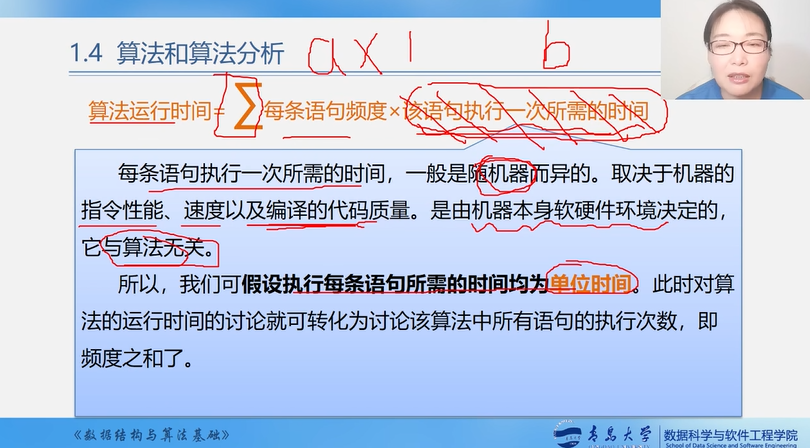 1.4 算法和算法分析
a×1 b
算法运行时间=∑每条语句频度×该语句执行一次所需的时间
每条语句执行一次所需的时间，一般是随机器而异的。取决于机器的
指令性能、速度以及编译的代码质量。是由机器本身软硬件环境决定的，
它与算法无关。
所以，我们可假设执行每条语句所需的时间均为单位时间。此时对算
法的运行时间的讨论就可转化为讨论该算法中所有语句的执行次数，即
频度之和了。
《数据结构与算法基础》
青岛大学
数据科学与软件工程学院
School of Data Science and Software Engineering